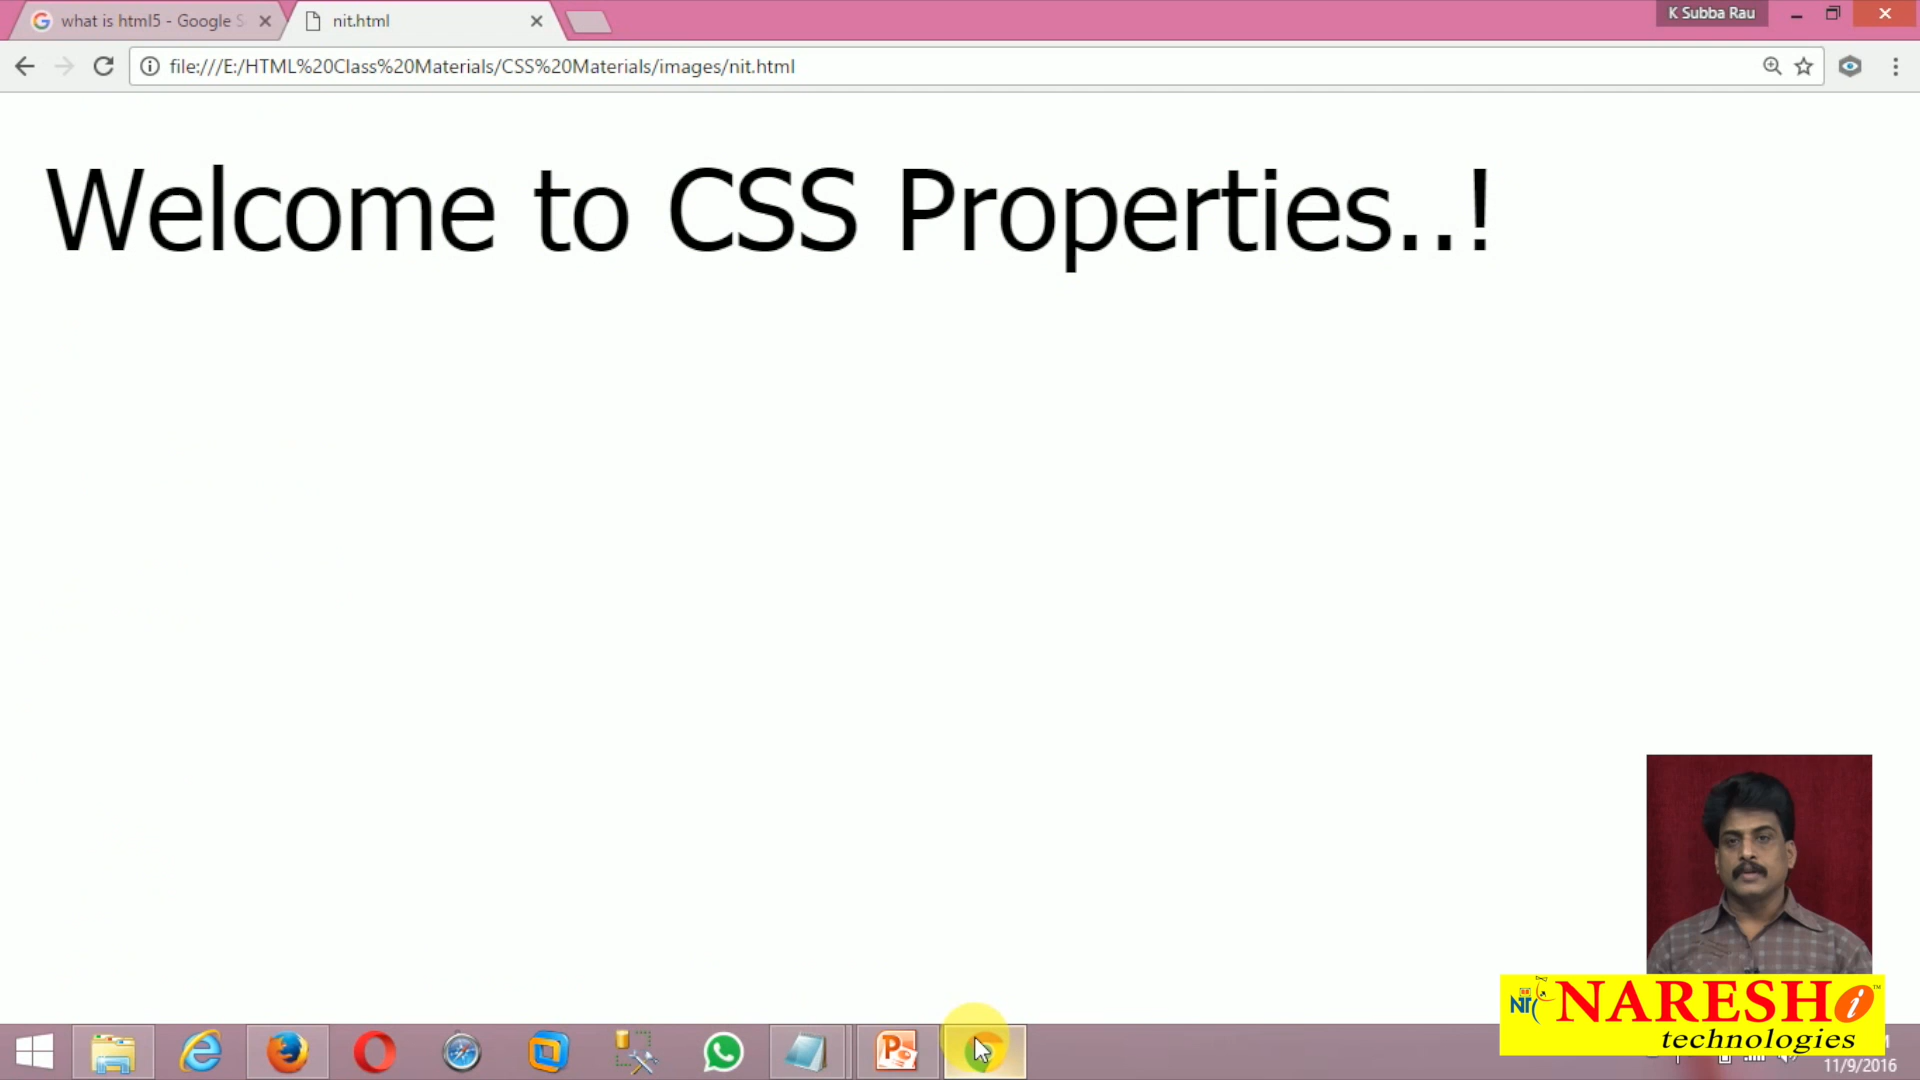 what is html5 - Google S
nit.html
K Subba Rau
file:///E:/HTML%20Class%20Materials/CSS%20Materials/images/nit.html
Welcome to CSS Properties..!
NARESH i ™
technologies
11/9/2016